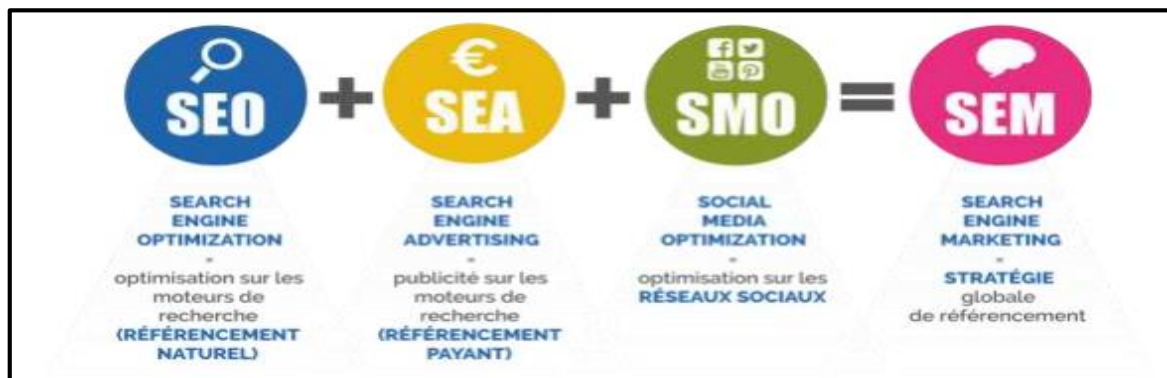 SEO + SEA + SMO = SEM
SEARCH
ENGINE
OPTIMIZATION
=
optimisation sur les
moteurs de
recherche
(RÉFÉRENCEMENT
NATUREL)
SEARCH
ENGINE
ADVERTISING
=
publicité sur les
moteurs de
recherche
(RÉFÉRENCEMENT
PAYANT)
SOCIAL
MEDIA
OPTIMIZATION
=
optimisation sur les
RÉSEAUX SOCIAUX
SEARCH
ENGINE
MARKETING
=
STRATÉGIE
globale
de référencement